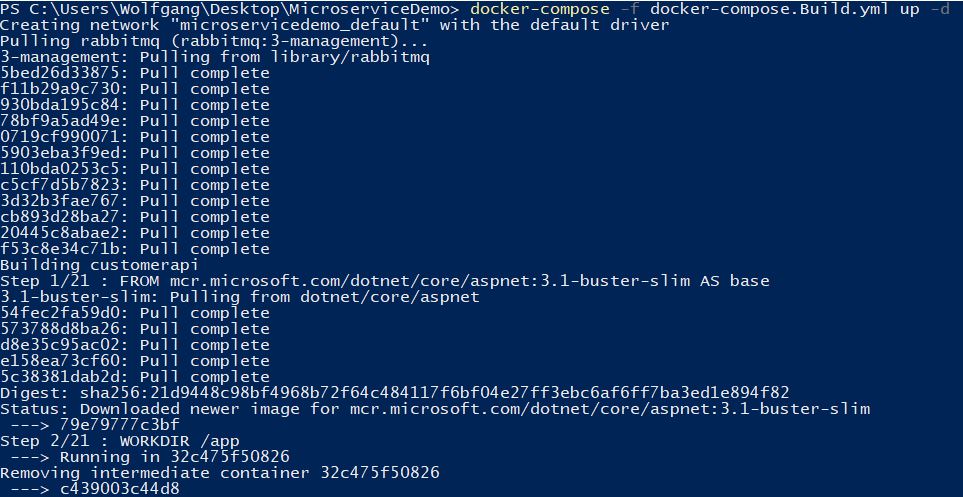 PS C:\Users\Wolfgang\Desktop\MicroserviceDemo> docker-compose -f docker-compose.Build.yml up -d
Creating network "microservicedemo_default" with the default driver
Pulling rabbitmq (rabbitmq:3-management)...
3-management: Pulling from library/rabbitmq
5bed26d33875: Pull complete
f11b29a9c730: Pull complete
930bda195c84: Pull complete
78bf9a5ad49e: Pull complete
0719cf990071: Pull complete
5903eba3f9ed: Pull complete
110bda0253c5: Pull complete
c5cf7d5b7823: Pull complete
3d32b3fae767: Pull complete
cb893d28ba27: Pull complete
20445c8abae2: Pull complete
f53c8e34c71b: Pull complete
Building customerapi
Step 1/21 : FROM mcr.microsoft.com/dotnet/core/aspnet:3.1-buster-slim AS base
3.1-buster-slim: Pulling from dotnet/core/aspnet
54fec2fa59d0: Pull complete
573788d8ba26: Pull complete
d8e35c95ac02: Pull complete
e158ea73cf60: Pull complete
5c38381dab2d: Pull complete
Digest: sha256:21d9448c98bf4968b72f64c484117f6bf04e27ff3ebc6af6ff7ba3ed1e894f82
Status: Downloaded newer image for mcr.microsoft.com/dotnet/core/aspnet:3.1-buster-slim
 ---> 79e79777c3bf
Step 2/21 : WORKDIR /app
 ---> Running in 32c475f50826
Removing intermediate container 32c475f50826
 ---> c439003c44d8